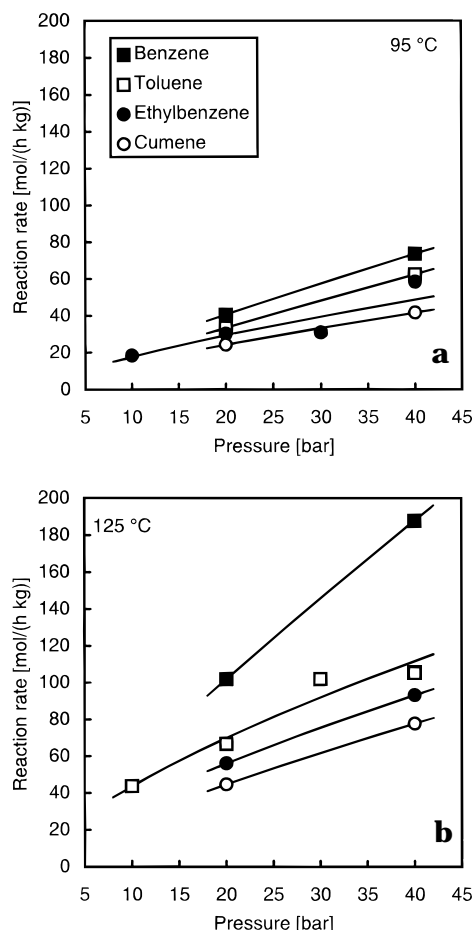 200
180
160
140
120
100
80
60
40
20
0
Reaction rate [mol/(h kg)]
95 °C
Benzene
Toluene
Ethylbenzene
Cumene
a
5 10 15 20 25 30 35 40 45
Pressure [bar]
200
180
160
140
120
100
80
60
40
20
0
Reaction rate [mol/(h kg)]
125 °C
b
5 10 15 20 25 30 35 40 45
Pressure [bar]